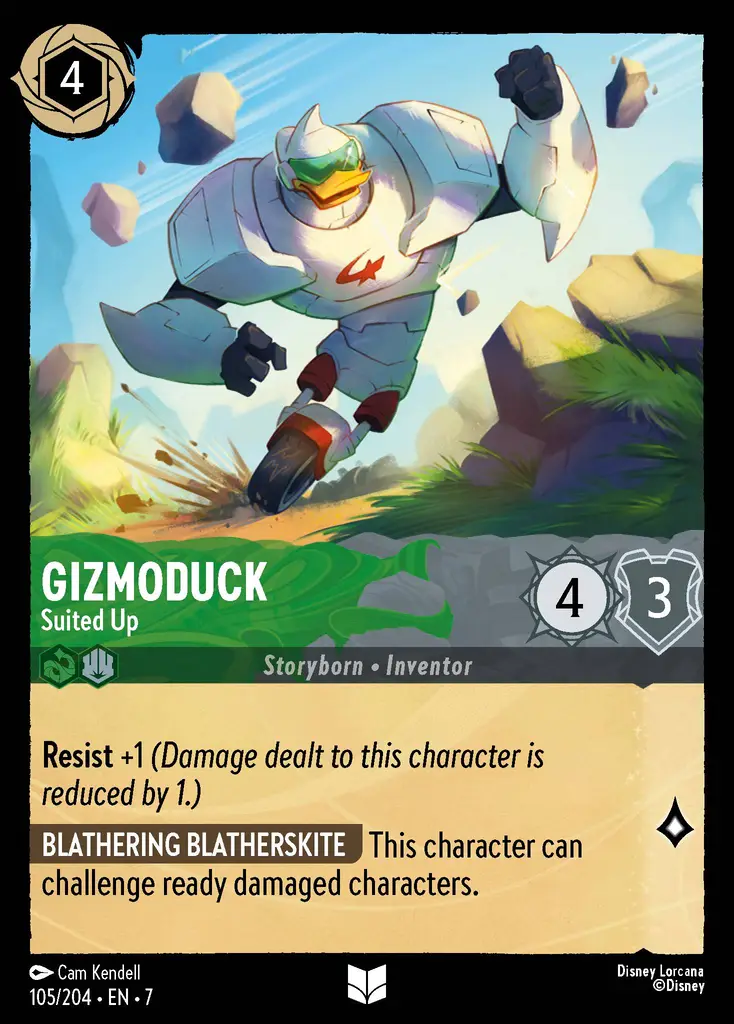 4
GIZMODUCK
Suited Up
4
3
Storyborn • Inventor
Resist +1 (Damage dealt to this character is
reduced by 1.)
BLATHERING BLATHERSKITE This character can
challenge ready damaged characters.
Cam Kendell
105/204 • EN • 7
Disney Lorcana
©Disney